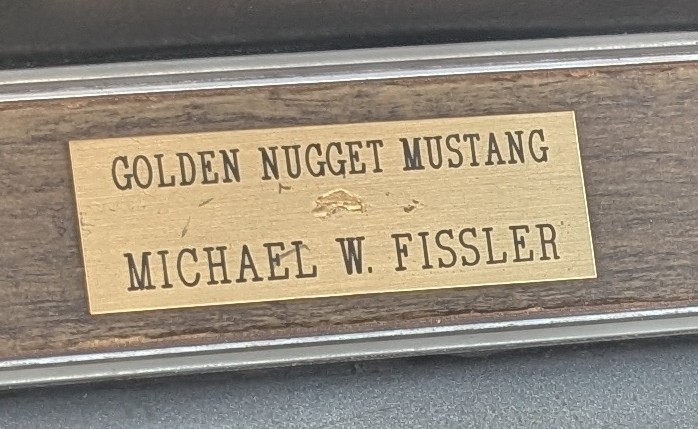 GOLDEN NUGGET MUSTANG
MICHAEL W. FISSLER